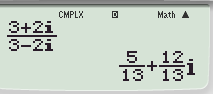 CMPLX D Math ▲
3+2i
3-2i
5/13+12/13i